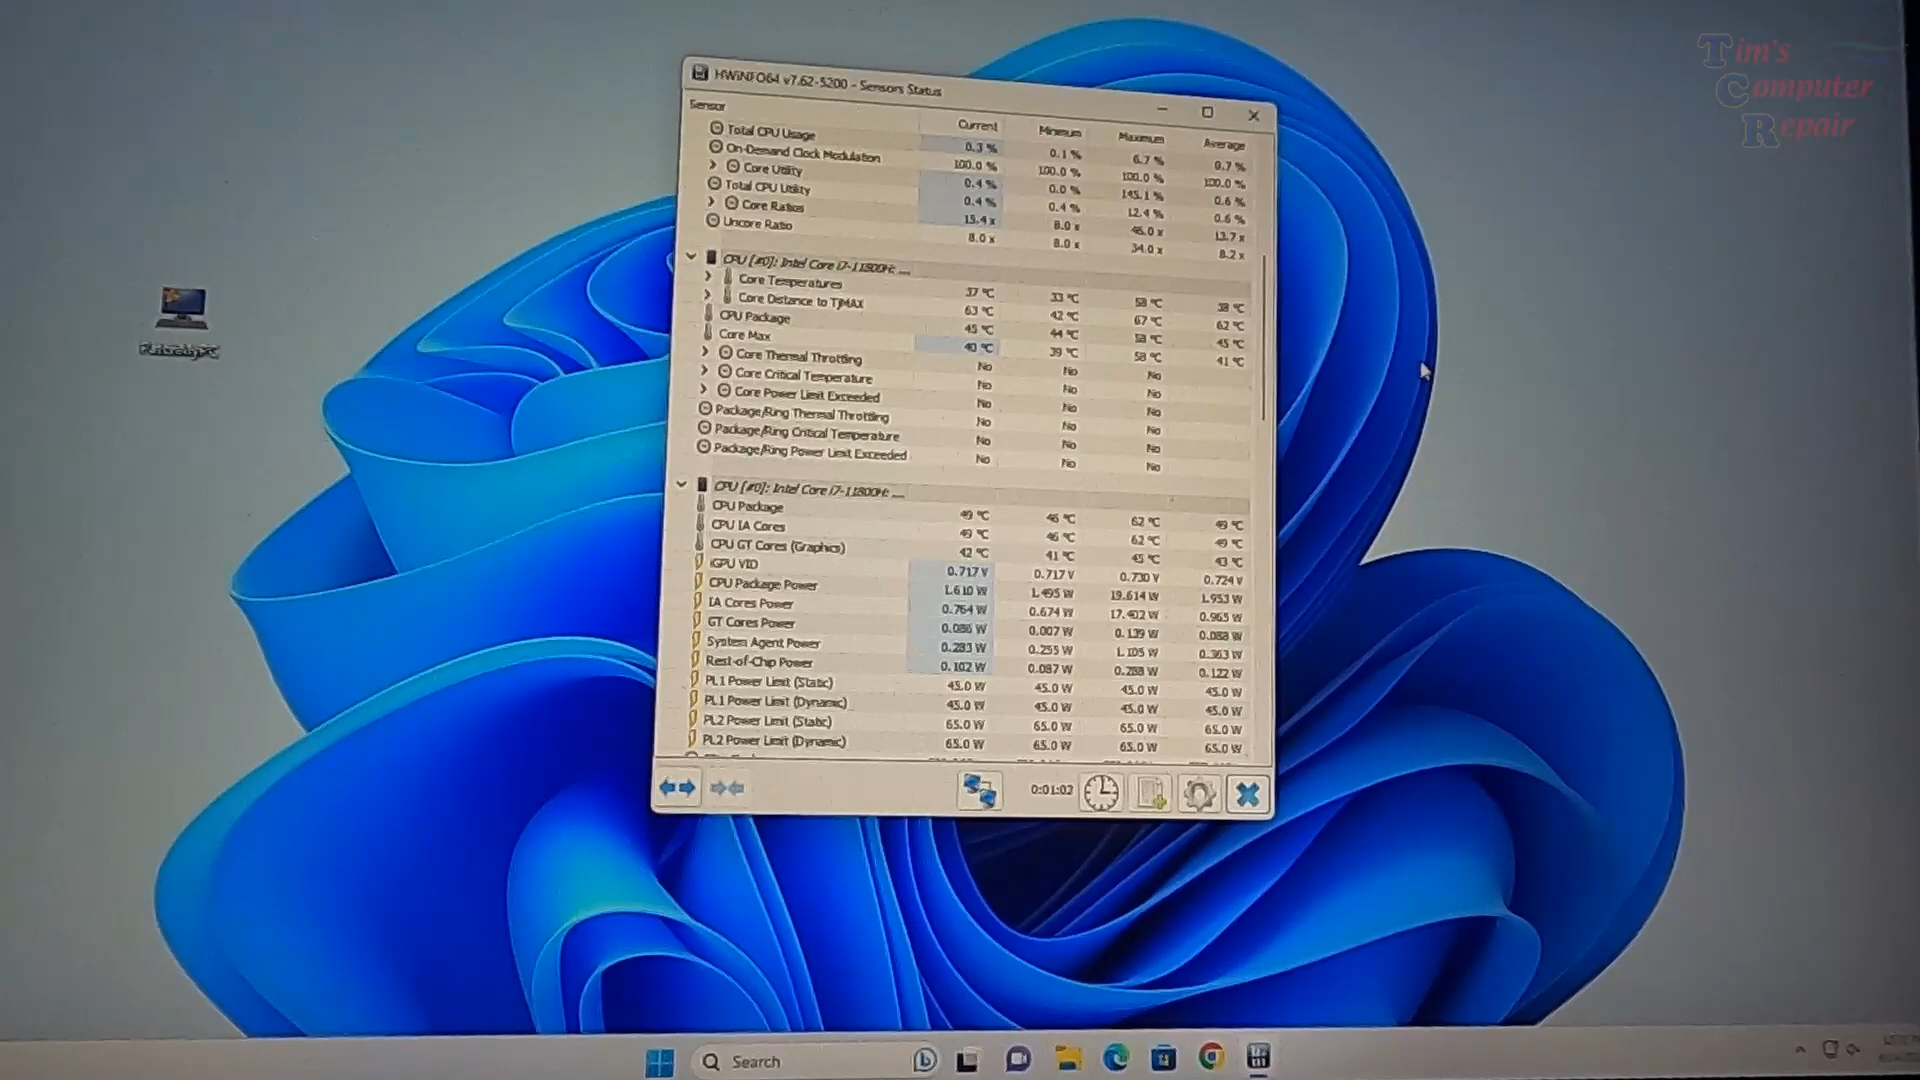 Tim's
Computer
Repair
HWiNFO64 v7.62-5200 - Sensors Status
Sensor Current Minimum Maximum Average
Total CPU Usage 0.3 % 0.1 % 6.7 % 0.7 %
On-Demand Clock Modulation 100.0 % 100.0 % 100.0 % 100.0 %
Core Utility 0.4 % 0.0 % 145.1 % 0.6 %
Total CPU Utility 0.4 % 0.4 % 12.4 % 0.6 %
Core Ratios 15.4 x 8.0 x 46.0 x 13.7 x
Uncore Ratio 8.0 x 8.0 x 34.0 x 8.2 x
CPU [#0]: Intel Core i7-11800H: ...
Core Temperatures 37 °C 33 °C 58 °C 38 °C
Core Distance to TjMAX 63 °C 42 °C 67 °C 62 °C
CPU Package 45 °C 44 °C 58 °C 45 °C
Core Max 40 °C 39 °C 58 °C 41 °C
Core Thermal Throttling No No No
Core Critical Temperature No No No
Core Power Limit Exceeded No No No
Package/Ring Thermal Throttling No No No
Package/Ring Critical Temperature No No No
Package/Ring Power Limit Exceeded No No No
CPU [#0]: Intel Core i7-11800H: ...
CPU Package 49 °C 46 °C 62 °C 49 °C
CPU IA Cores 49 °C 46 °C 62 °C 49 °C
CPU GT Cores (Graphics) 42 °C 41 °C 45 °C 43 °C
iGPU VID 0.717 V 0.717 V 0.730 V 0.724 V
CPU Package Power 1.610 W 1.495 W 19.614 W 1.953 W
IA Cores Power 0.764 W 0.674 W 17.402 W 0.965 W
GT Cores Power 0.086 W 0.007 W 0.139 W 0.088 W
System Agent Power 0.283 W 0.255 W 1.105 W 0.363 W
Rest-of-Chip Power 0.102 W 0.087 W 0.288 W 0.122 W
PL1 Power Limit (Static) 45.0 W 45.0 W 45.0 W 45.0 W
PL1 Power Limit (Dynamic) 45.0 W 45.0 W 45.0 W 45.0 W
PL2 Power Limit (Static) 65.0 W 65.0 W 65.0 W 65.0 W
PL2 Power Limit (Dynamic) 65.0 W 65.0 W 65.0 W 65.0 W
0:01:02
Search